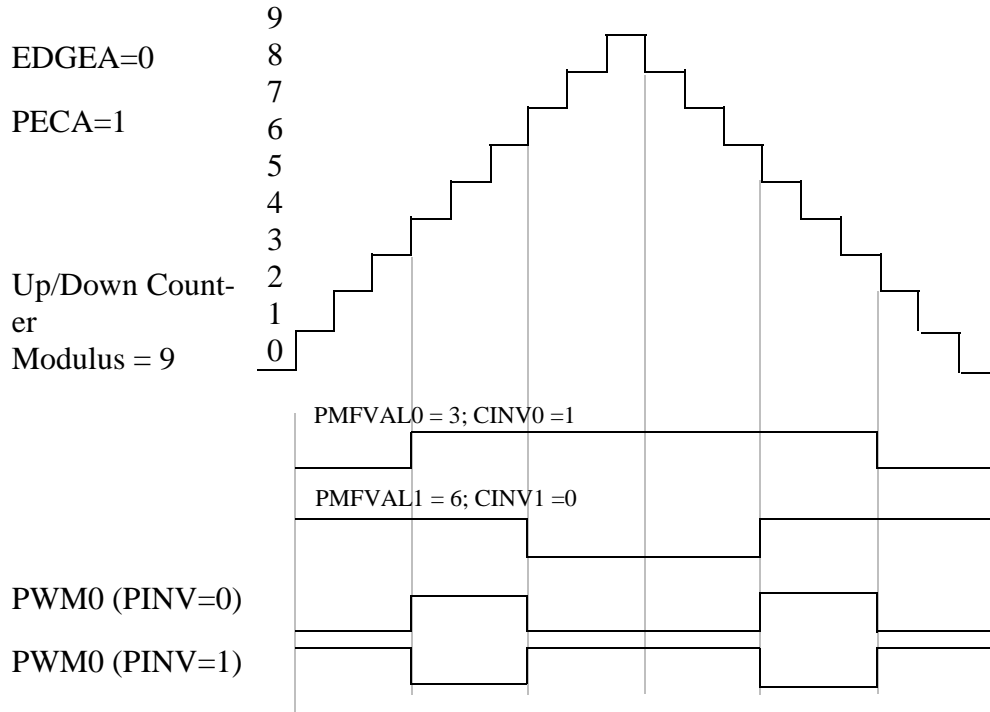 EDGEA=0
PECA=1
Up/Down Count-
er
Modulus = 9
9
8
7
6
5
4
3
2
1
0
PMFVAL0 = 3; CINV0 =1
PMFVAL1 = 6; CINV1 =0
PWM0 (PINV=0)
PWM0 (PINV=1)